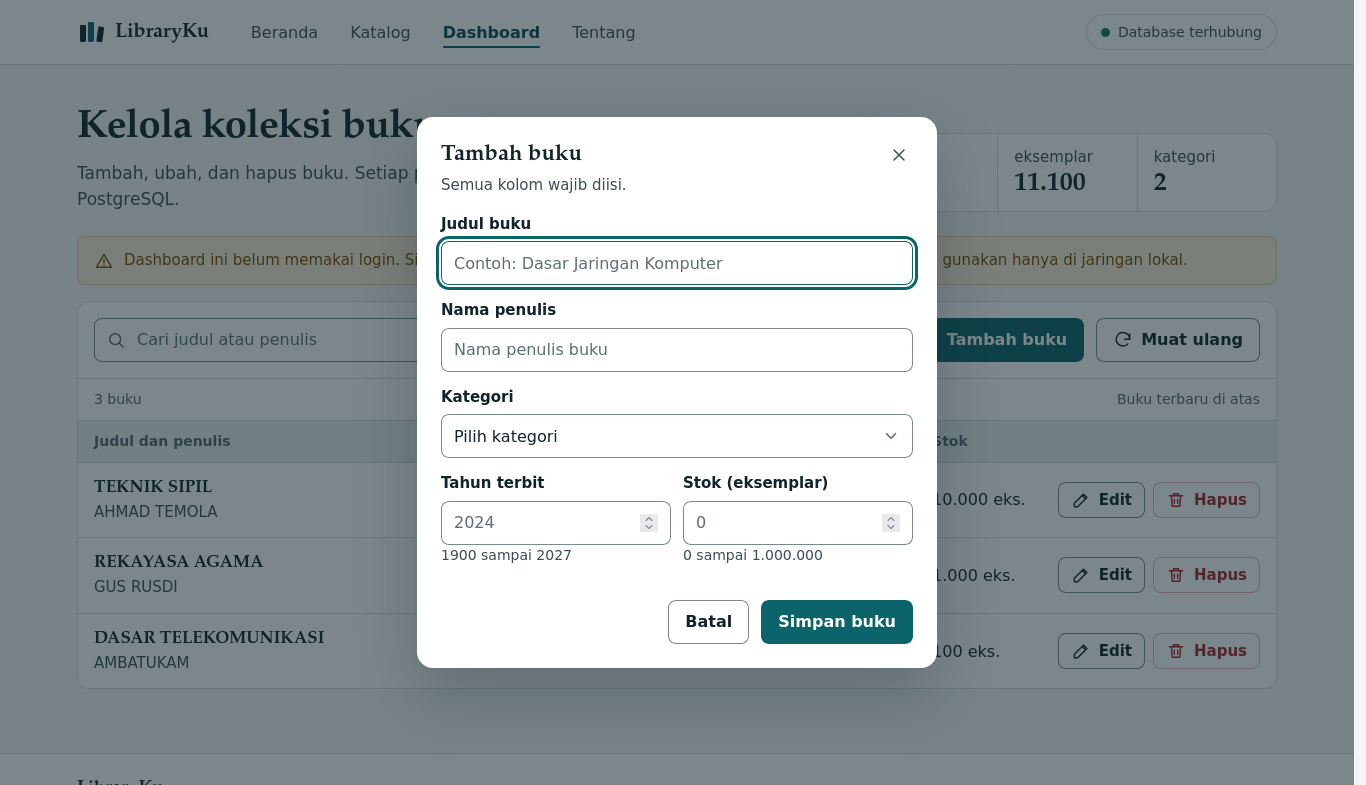 LibraryKu
Beranda
Katalog
Dashboard
Tentang
Database terhubung
Kelola koleksi buku
Tambah, ubah, dan hapus buku. Setiap
PostgreSQL.
eksemplar
11.100
kategori
2
Dashboard ini belum memakai login.
gunakan hanya di jaringan lokal.
Cari judul atau penulis
Tambah buku
Muat ulang
3 buku
Buku terbaru di atas
Judul dan penulis
Stok
TEKNIK SIPIL
AHMAD TEMOLA
10.000 eks.
Edit
Hapus
REKAYASA AGAMA
GUS RUSDI
1.000 eks.
Edit
Hapus
DASAR TELEKOMUNIKASI
AMBATUKAM
100 eks.
Edit
Hapus
Tambah buku
Semua kolom wajib diisi.
Judul buku
Contoh: Dasar Jaringan Komputer
Nama penulis
Nama penulis buku
Kategori
Pilih kategori
Tahun terbit
2024
1900 sampai 2027
Stok (eksemplar)
0
0 sampai 1.000.000
Batal
Simpan buku
LibraryKu